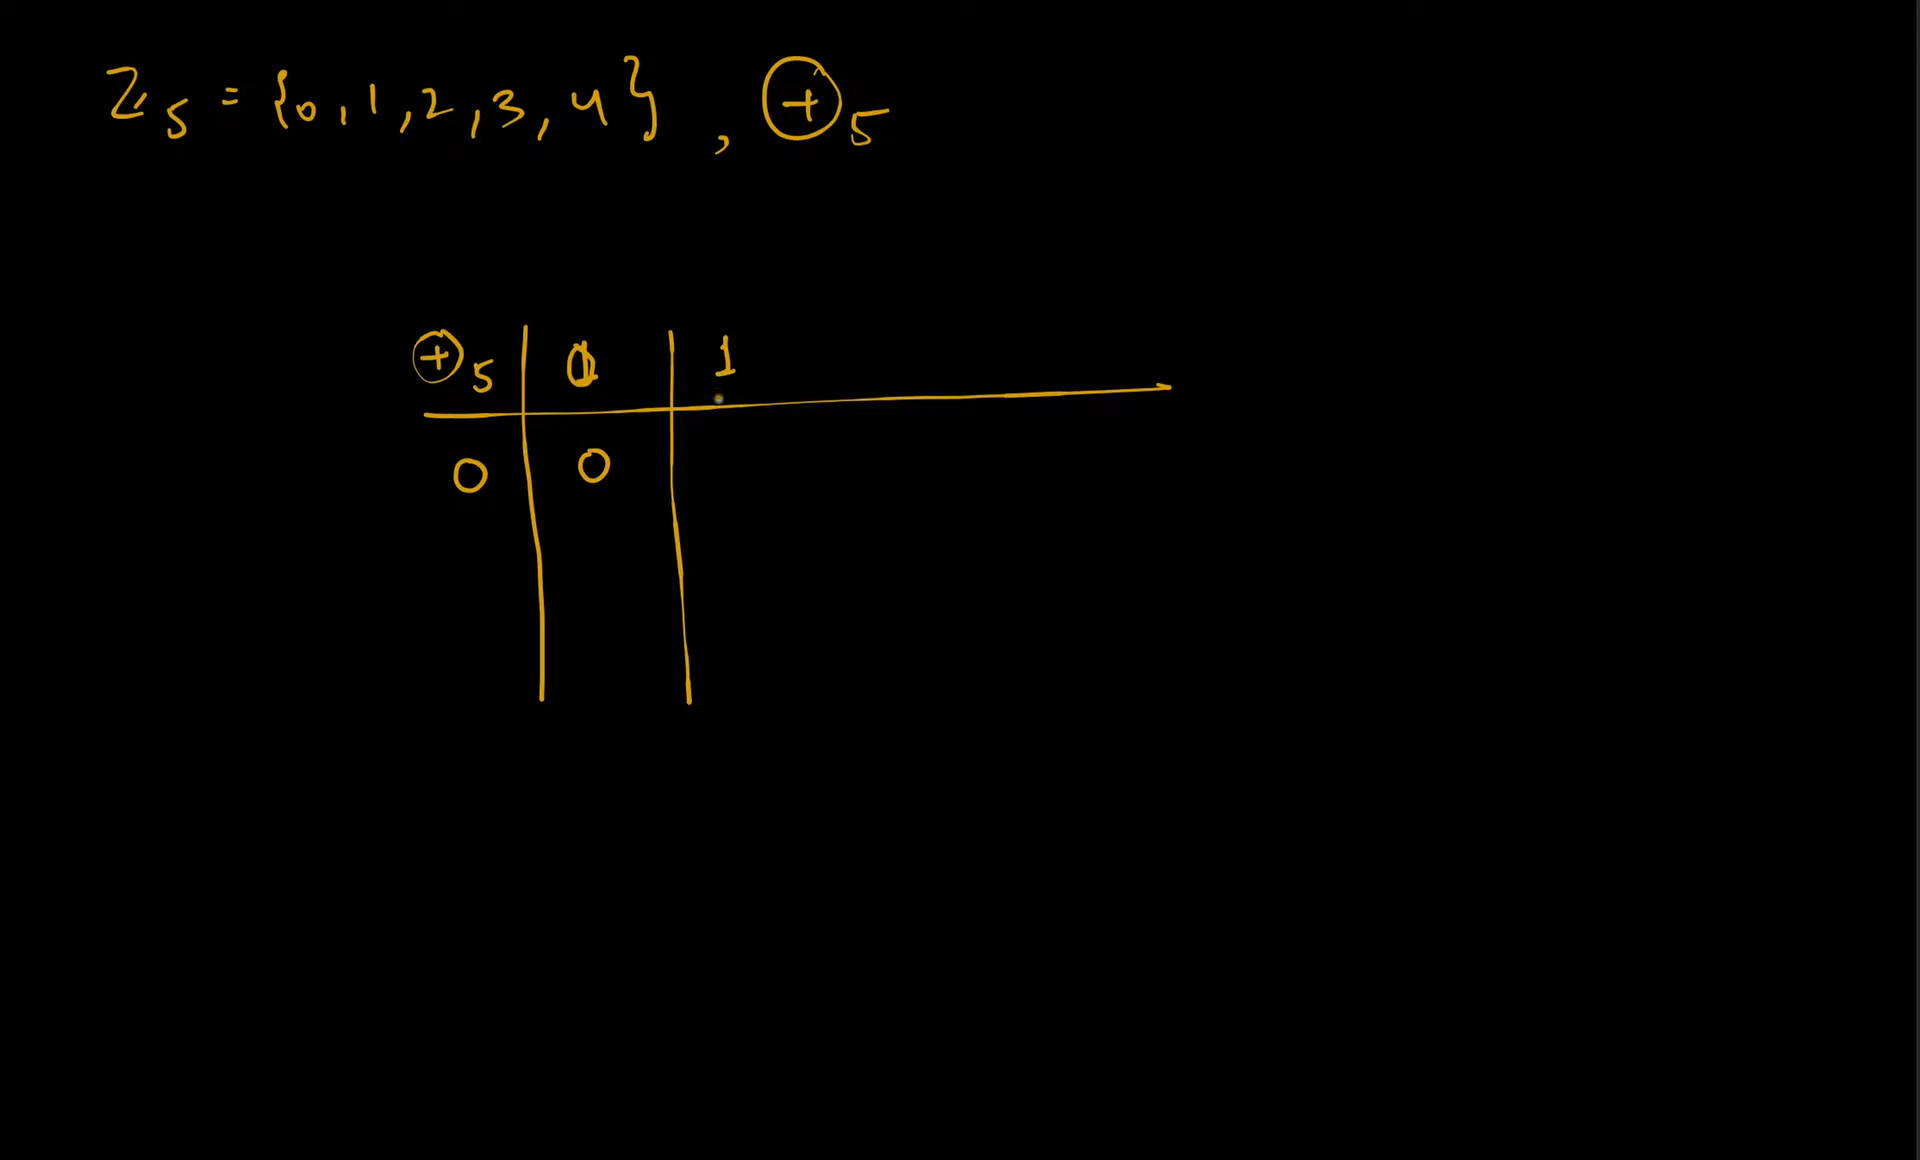 Z₅ = {0, 1, 2, 3, 4} , ⊕₅
⊕₅ 0 1
0 0